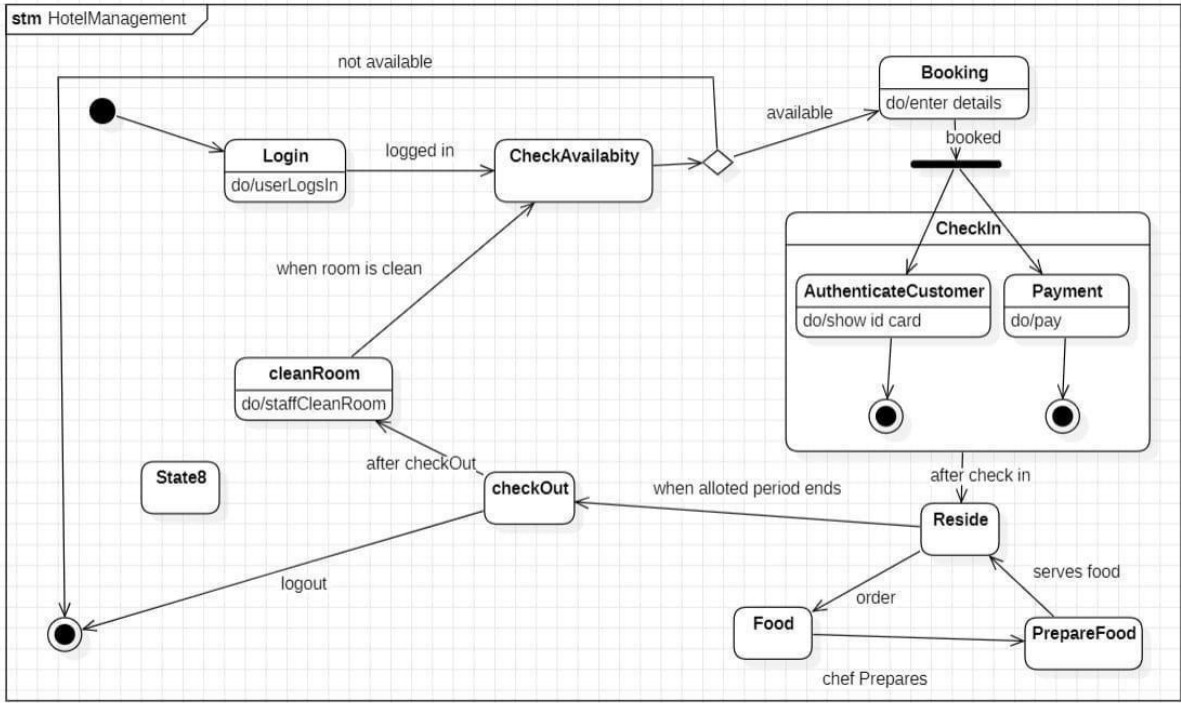 stm HotelManagement
not available
Booking
do/enter details
available
booked
Login
do/userLogsIn
logged in
CheckAvailabity
CheckIn
when room is clean
AuthenticateCustomer
do/show id card
Payment
do/pay
cleanRoom
do/staffCleanRoom
after checkOut
State8
checkOut
when alloted period ends
after check in
Reside
logout
serves food
order
Food
PrepareFood
chef Prepares